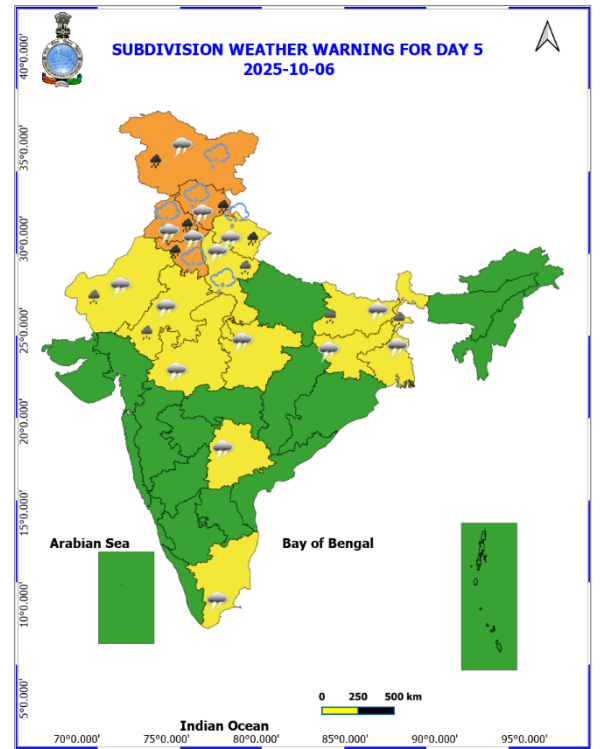 SUBDIVISION WEATHER WARNING FOR DAY 5
2025-10-06
40°0.000'
35°0.000'
30°0.000'
25°0.000'
20°0.000'
15°0.000'
10°0.000'
5°0.000'
Arabian Sea
Bay of Bengal
0 250 500 km
Indian Ocean
70°0.000' 75°0.000' 80°0.000' 85°0.000' 90°0.000' 95°0.000'